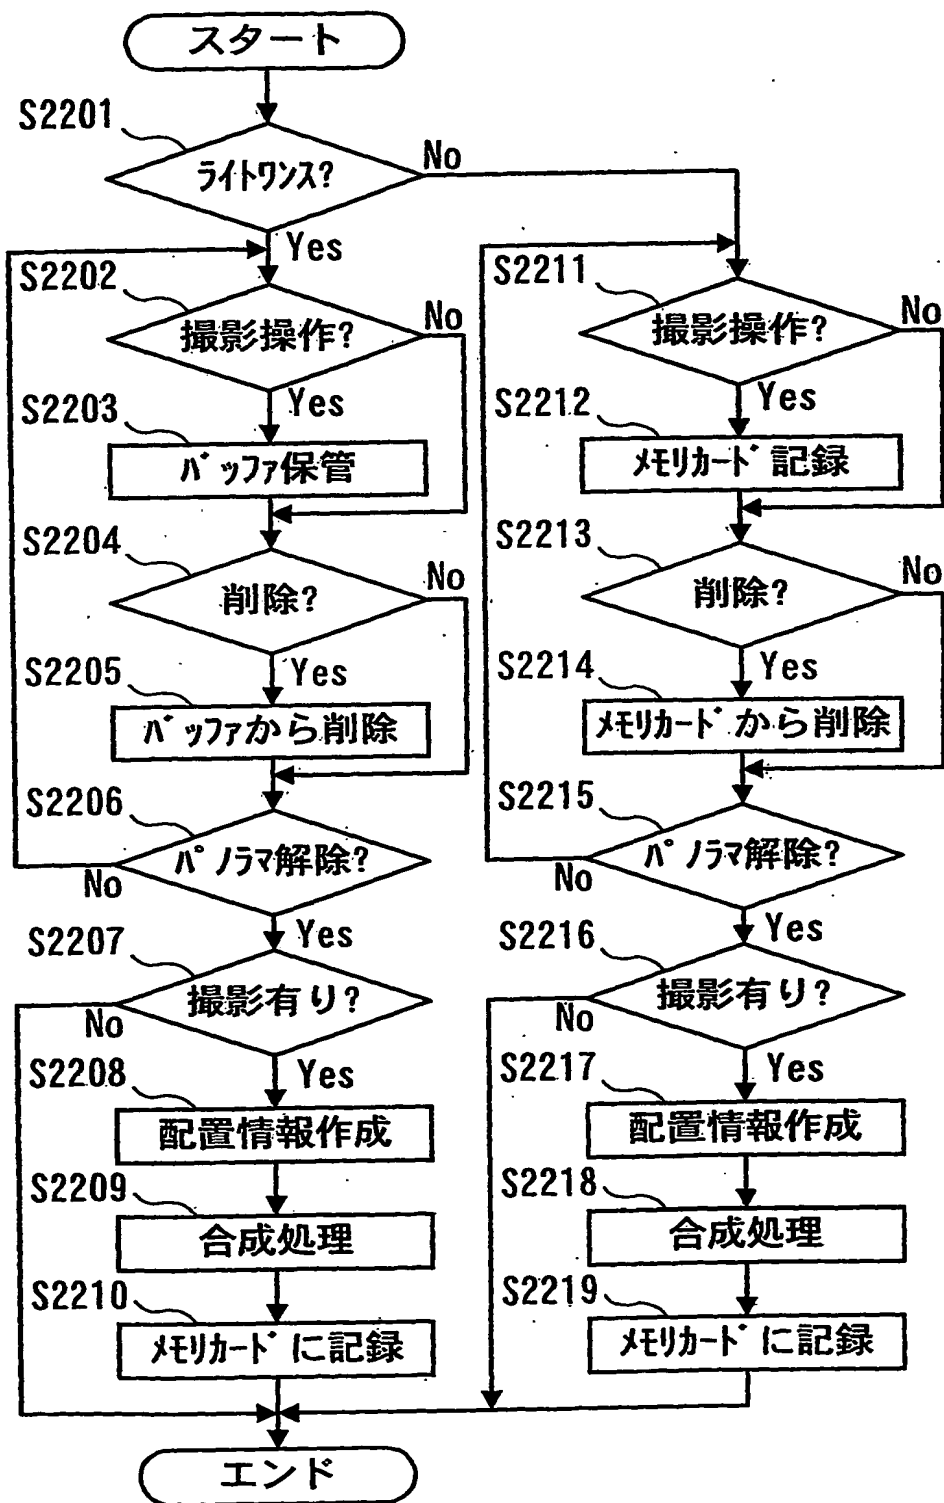 スタート
S2201
ﾗｲﾄﾜﾝｽ?
No
Yes
S2202
撮影操作?
No
Yes
S2203
ﾊﾞｯﾌｧ保管
S2204
削除?
No
Yes
S2205
ﾊﾞｯﾌｧから削除
S2206
ﾊﾟﾉﾗﾏ解除?
No
Yes
S2207
撮影有り?
No
Yes
S2208
配置情報作成
S2209
合成処理
S2210
ﾒﾓﾘｶｰﾄﾞに記録
S2211
撮影操作?
No
Yes
S2212
ﾒﾓﾘｶｰﾄﾞ記録
S2213
削除?
No
Yes
S2214
ﾒﾓﾘｶｰﾄﾞから削除
S2215
ﾊﾟﾉﾗﾏ解除?
No
Yes
S2216
撮影有り?
No
Yes
S2217
配置情報作成
S2218
合成処理
S2219
ﾒﾓﾘｶｰﾄﾞに記録
エンド